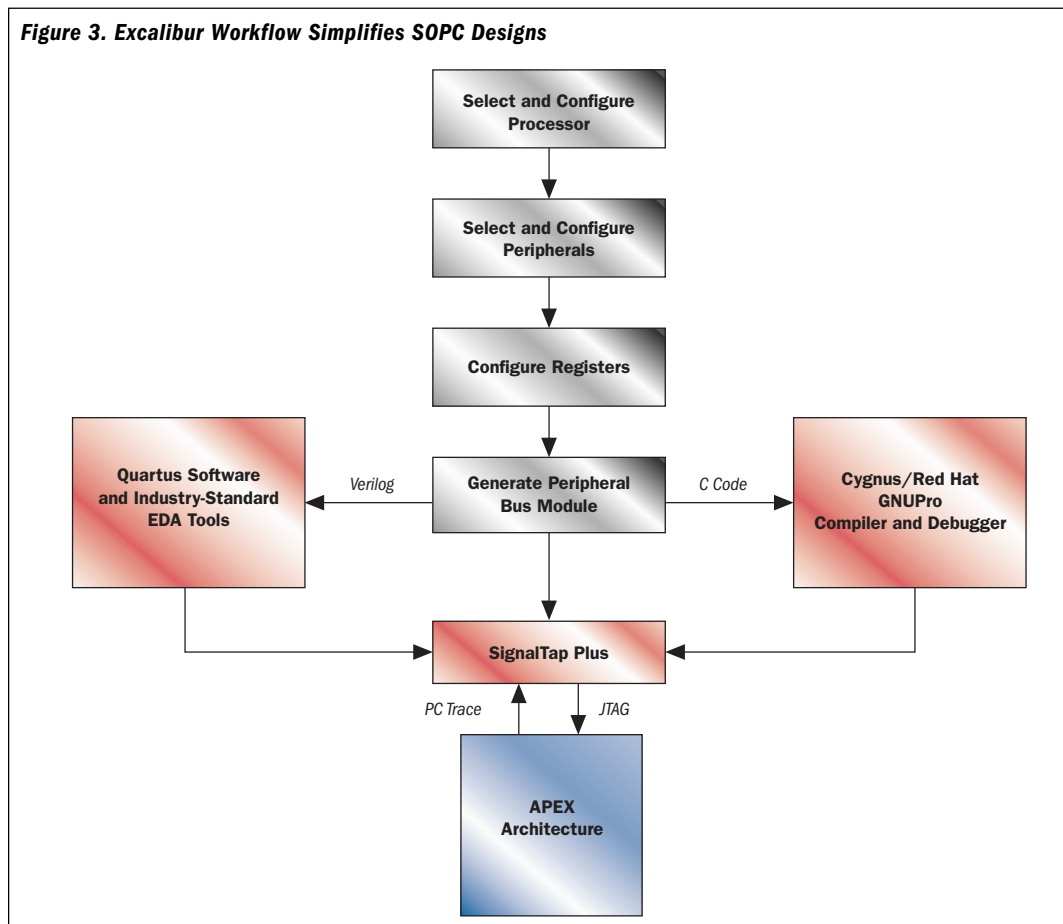 Figure 3. Excalibur Workflow Simplifies SOPC Designs
Select and Configure
Processor
Select and Configure
Peripherals
Configure Registers
Quartus Software
and Industry-Standard
EDA Tools
Verilog
Generate Peripheral
Bus Module
C Code
Cygnus/Red Hat
GNUPro
Compiler and Debugger
SignalTap Plus
PC Trace
JTAG
APEX
Architecture